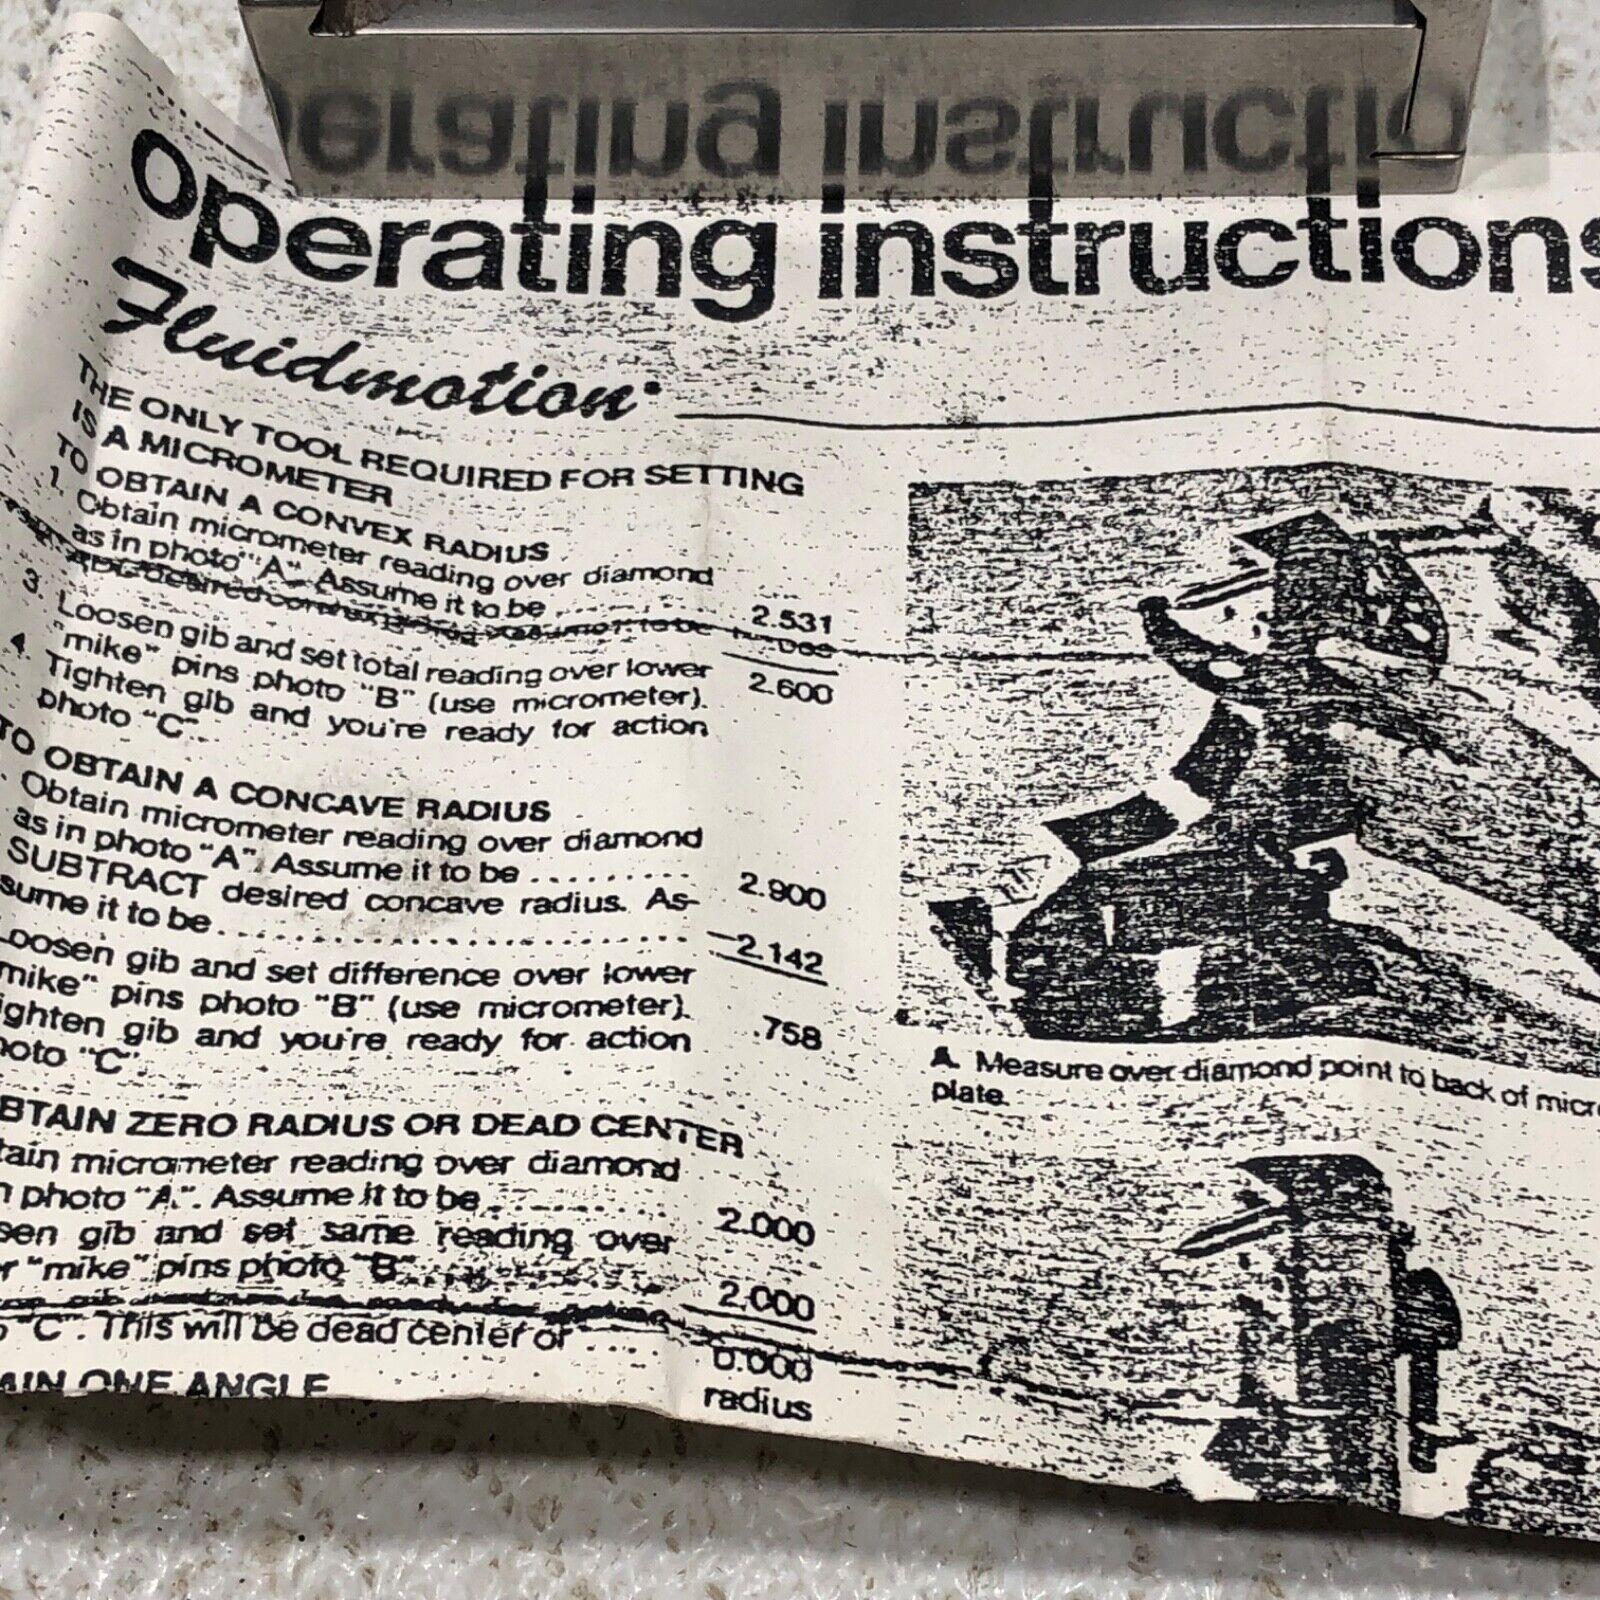 operating instructions
Fluidmotion
THE ONLY TOOL REQUIRED FOR SETTING
IS A MICROMETER
TO OBTAIN A CONVEX RADIUS
1. Obtain micrometer reading over diamond
as in photo "A". Assume it to be ......... 2.531
desired to be
3. Loosen gib and set total reading over lower
"mike" pins photo "B" (use micrometer). 2.600
4. Tighten gib and you're ready for action
photo "C".
TO OBTAIN A CONCAVE RADIUS
Obtain micrometer reading over diamond
as in photo "A". Assume it to be ......... 2.900
SUBTRACT desired concave radius. As-
sume it to be ......................... -2.142
Loosen gib and set difference over lower
"mike" pins photo "B" (use micrometer). .758
ighten gib and you're ready for action
oto "C".
BTAIN ZERO RADIUS OR DEAD CENTER
tain micrometer reading over diamond
n photo "A". Assume it to be ......... 2.000
sen gib and set same reading over
r "mike" pins photo "B" ......... 2.000
"C". This will be dead center or .... 0.000
radius
AIN ONE ANGLE
A. Measure over diamond point to back of micro
plate.